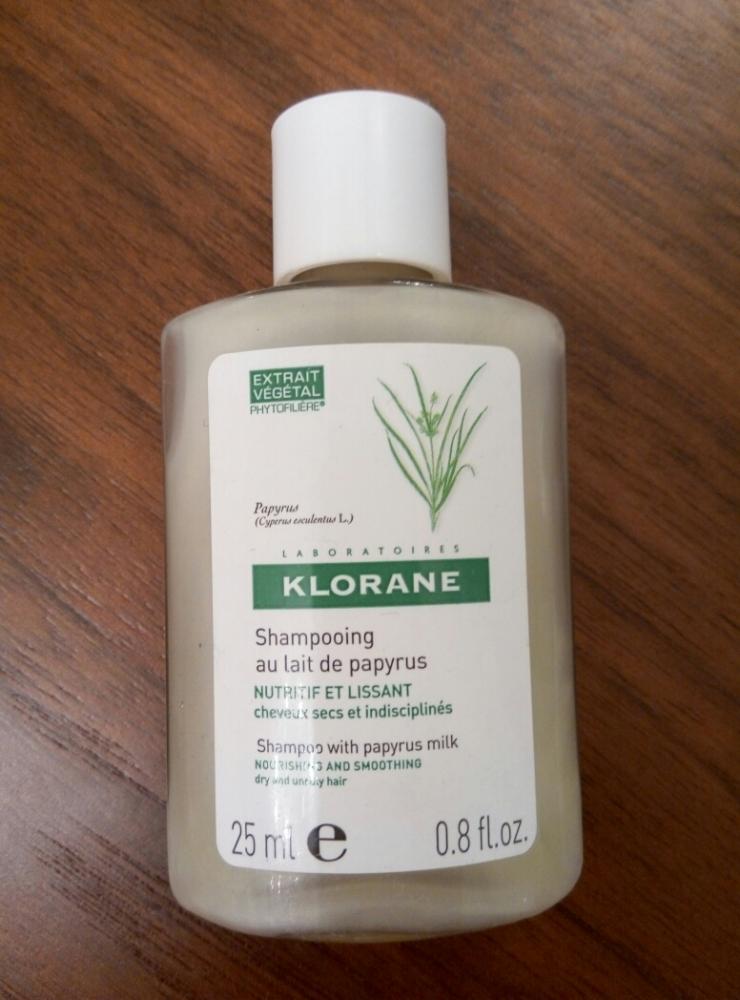 EXTRAIT
VÉGÉTAL
PHYTOFILIÈRE®
Papyrus
(Cyperus esculentus L.)
LABORATOIRES
KLORANE
Shampooing
au lait de papyrus
NUTRITIF ET LISSANT
cheveux secs et indisciplinés
Shampoo with papyrus milk
NOURISHING AND SMOOTHING
dry and unruly hair
25 ml e 0.8 fl.oz.